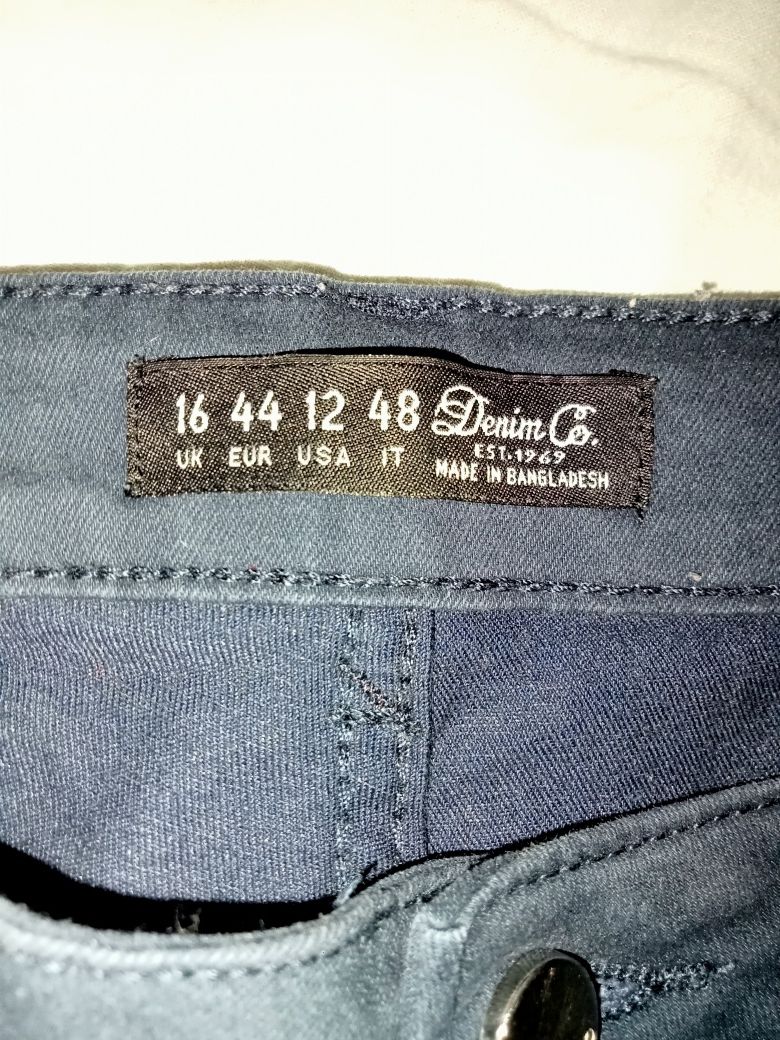 16 44 12 48 Denim Co.
UK EUR USA IT EST. 1969
MADE IN BANGLADESH